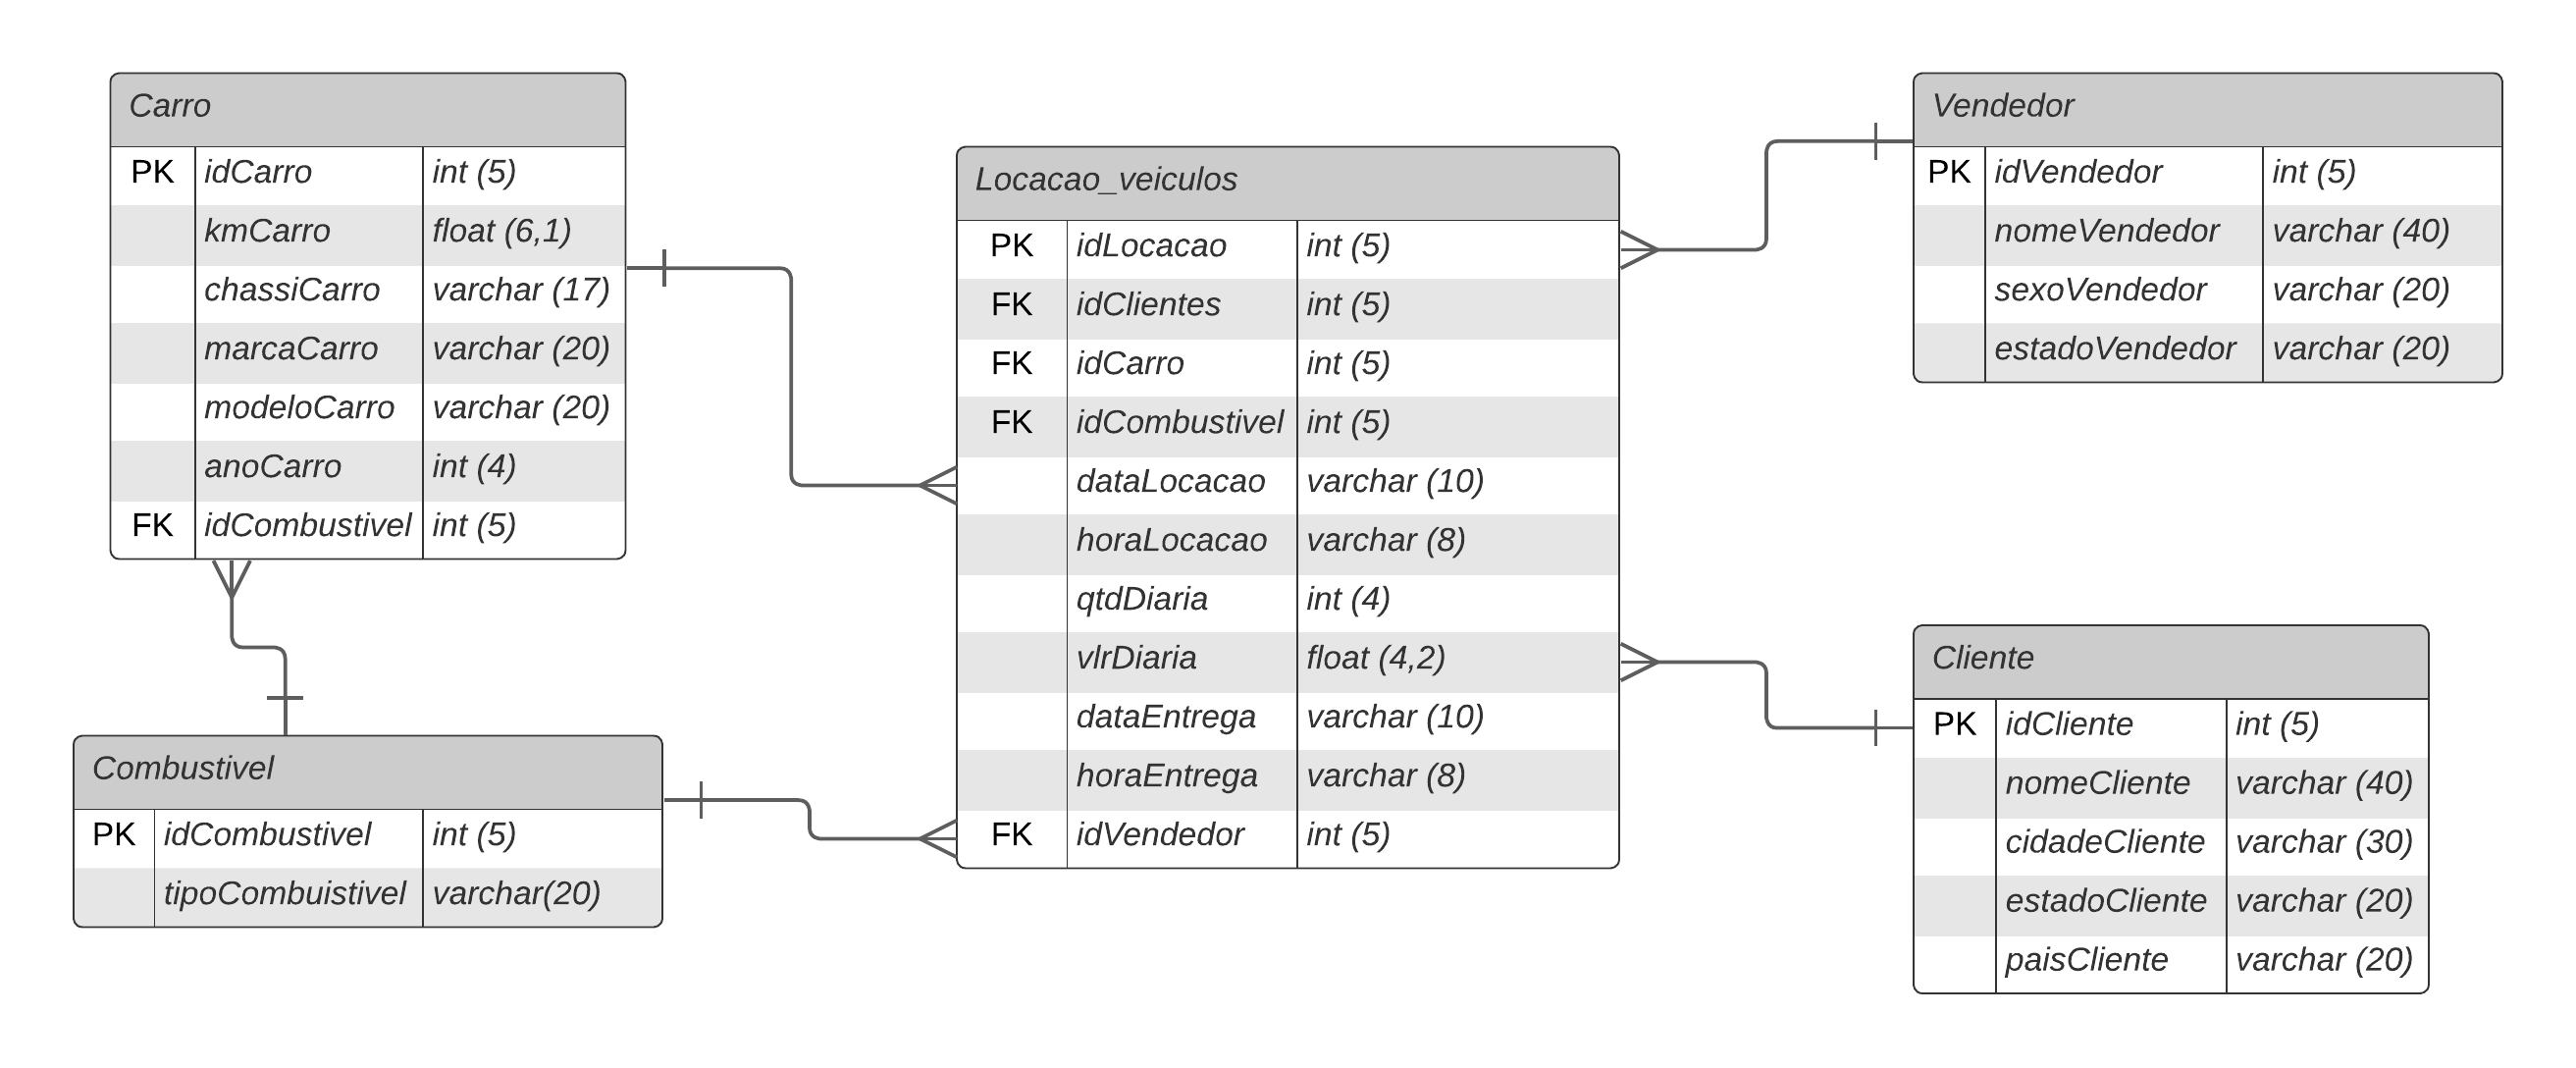 Carro
PK idCarro int (5)
kmCarro float (6,1)
chassiCarro varchar (17)
marcaCarro varchar (20)
modeloCarro varchar (20)
anoCarro int (4)
FK idCombustivel int (5)
Combustivel
PK idCombustivel int (5)
tipoCombuistivel varchar(20)
Locacao_veiculos
PK idLocacao int (5)
FK idClientes int (5)
FK idCarro int (5)
FK idCombustivel int (5)
dataLocacao varchar (10)
horaLocacao varchar (8)
qtdDiaria int (4)
vlrDiaria float (4,2)
dataEntrega varchar (10)
horaEntrega varchar (8)
FK idVendedor int (5)
Vendedor
PK idVendedor int (5)
nomeVendedor varchar (40)
sexoVendedor varchar (20)
estadoVendedor varchar (20)
Cliente
PK idCliente int (5)
nomeCliente varchar (40)
cidadeCliente varchar (30)
estadoCliente varchar (20)
paisCliente varchar (20)